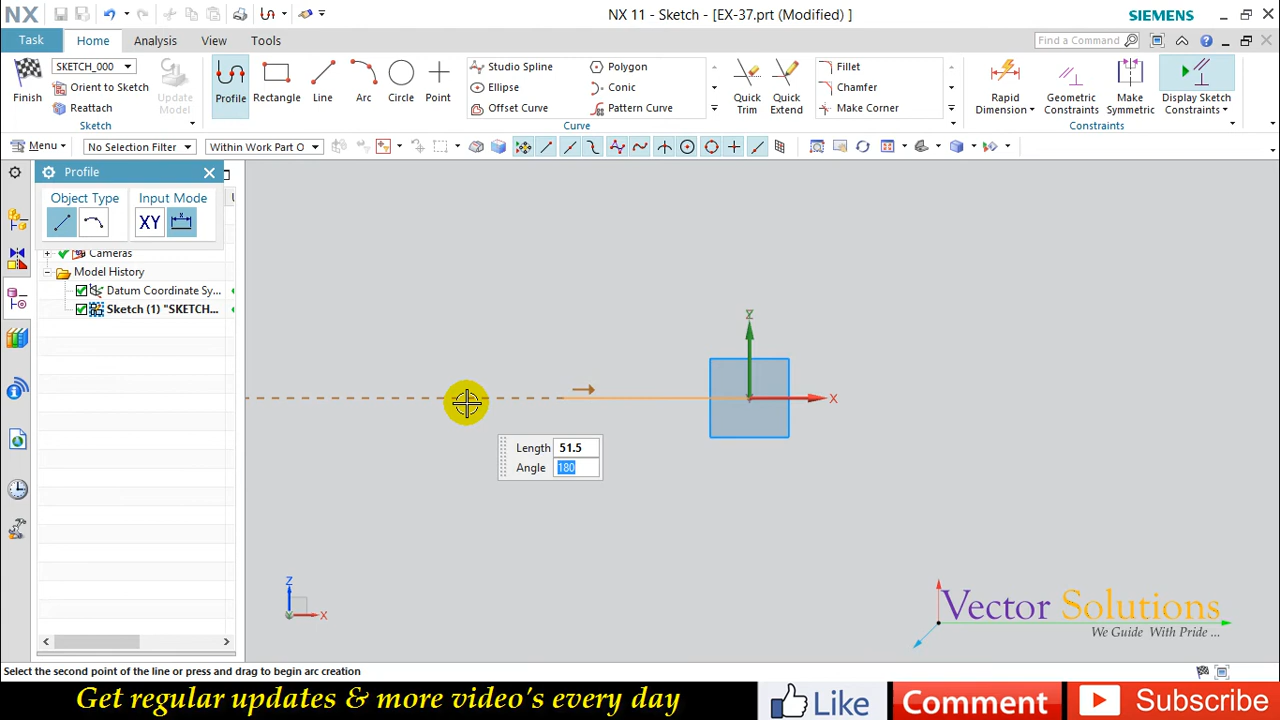 NX
NX 11 - Sketch - [EX-37.prt (Modified) ]
SIEMENS
Task
Home
Analysis
View
Tools
Find a Command
Finish
SKETCH_000
Orient to Sketch
Reattach
Update Model
Sketch
Profile
Rectangle
Line
Arc
Circle
Point
Studio Spline
Ellipse
Offset Curve
Polygon
Conic
Pattern Curve
Quick Trim
Quick Extend
Fillet
Chamfer
Make Corner
Curve
Rapid Dimension
Geometric Constraints
Make Symmetric
Display Sketch Constraints
Constraints
Menu
No Selection Filter
Within Work Part O
Profile
Object Type
Input Mode
XY
Cameras
Model History
Datum Coordinate Sy...
Sketch (1) "SKETCH...
Length 51.5
Angle 180
X
Z
X
Vector Solutions
We Guide With Pride ...
Select the second point of the line or press and drag to begin arc creation
Get regular updates & more video's every day
Like
Comment
Subscribe